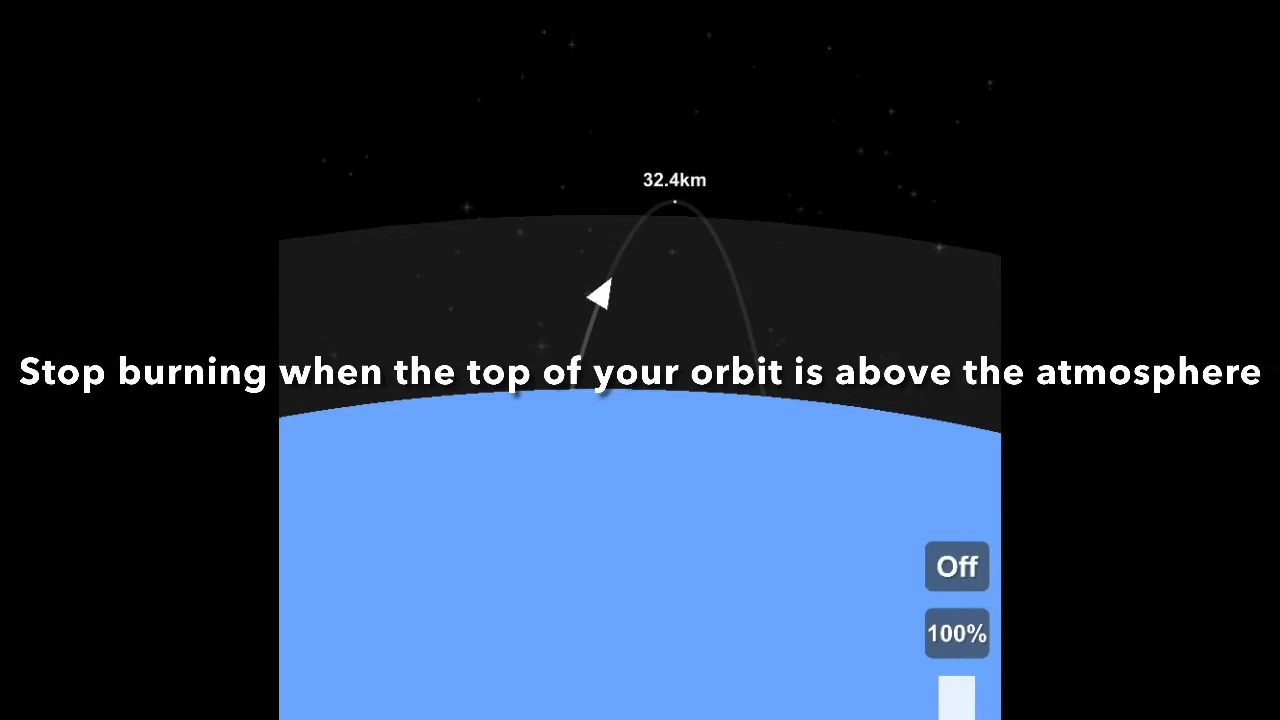 32.4km
Stop burning when the top of your orbit is above the atmosphere
Off
100%